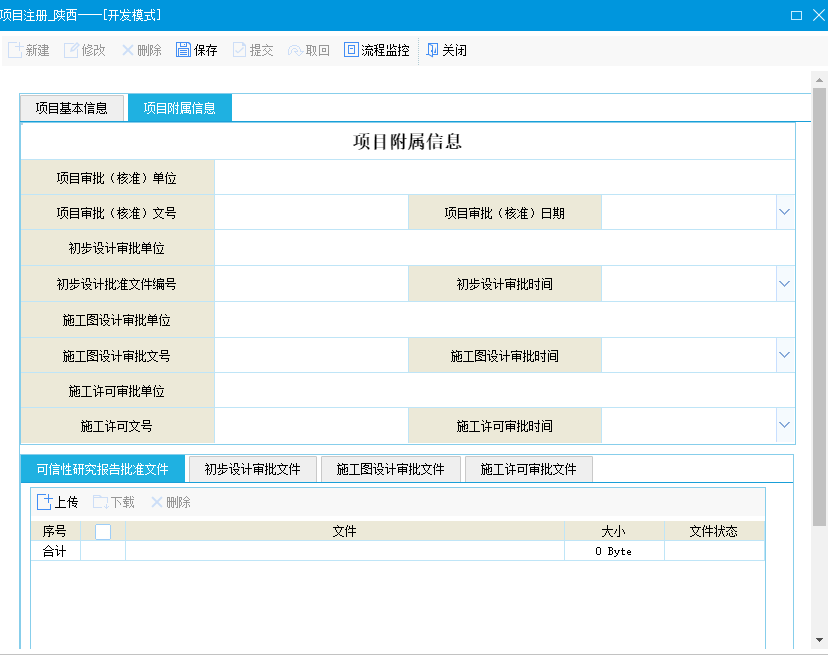 项目注册_陕西——[开发模式]
新建 修改 删除 保存 提交 取回 流程监控 关闭
项目基本信息 项目附属信息
项目附属信息
项目审批（核准）单位
项目审批（核准）文号 项目审批（核准）日期
初步设计审批单位
初步设计批准文件编号 初步设计审批时间
施工图设计审批单位
施工图设计审批文号 施工图设计审批时间
施工许可审批单位
施工许可文号 施工许可审批时间
可信性研究报告批准文件 初步设计审批文件 施工图设计审批文件 施工许可审批文件
上传 下载 删除
序号 文件 大小 文件状态
合计 0 Byte